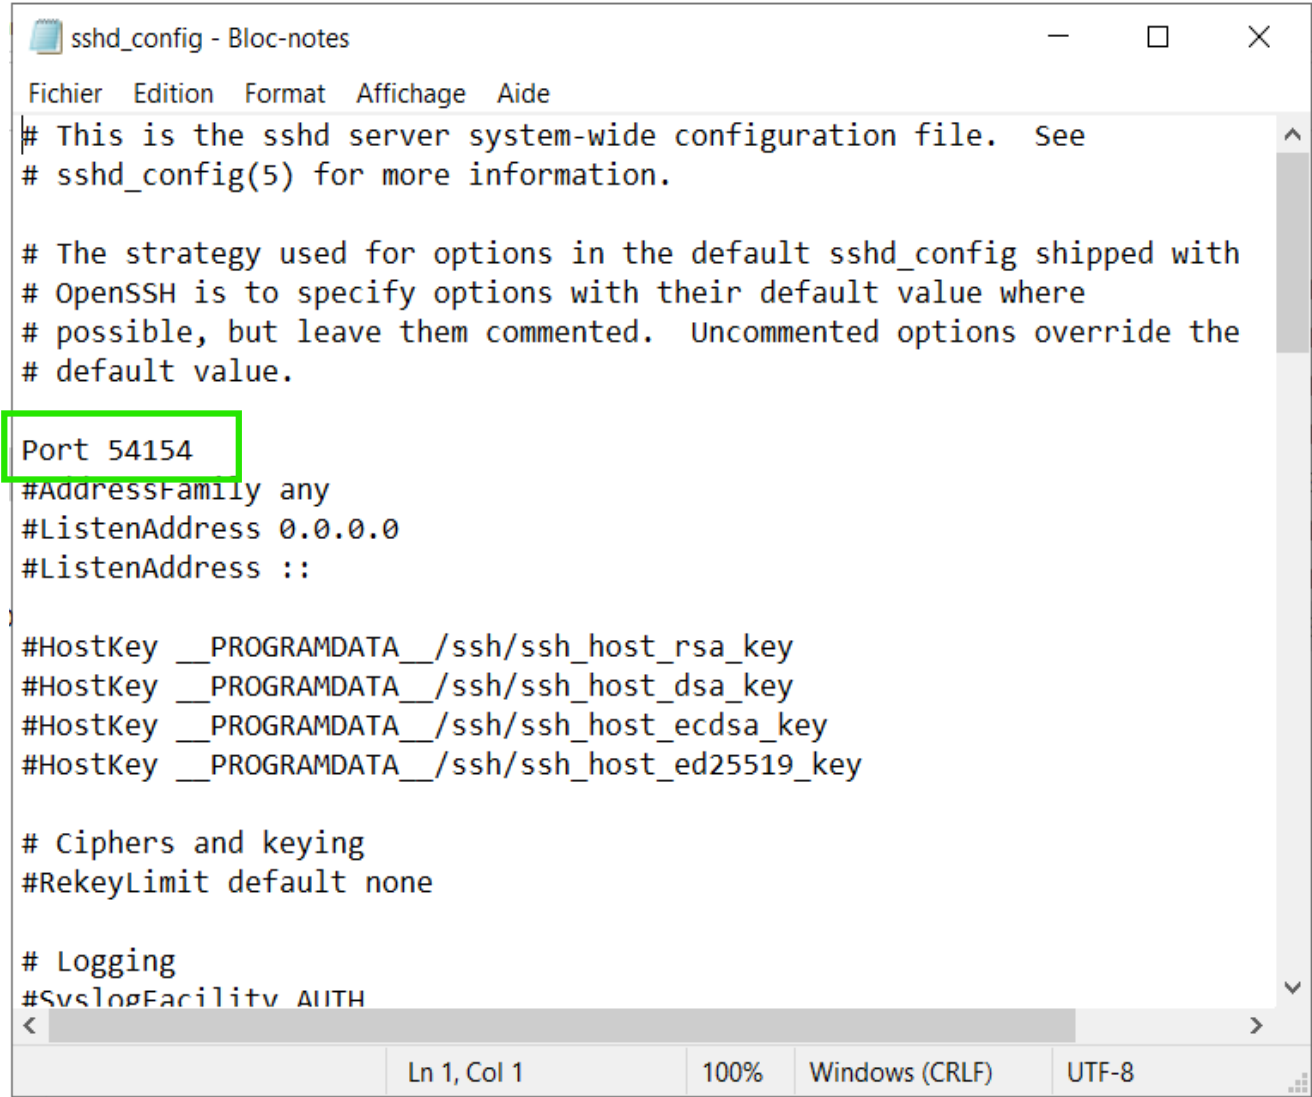 sshd_config - Bloc-notes
Fichier Edition Format Affichage Aide
# This is the sshd server system-wide configuration file.  See
# sshd_config(5) for more information.
# The strategy used for options in the default sshd_config shipped with
# OpenSSH is to specify options with their default value where
# possible, but leave them commented.  Uncommented options override the
# default value.
Port 54154
#AddressFamily any
#ListenAddress 0.0.0.0
#ListenAddress ::
#HostKey __PROGRAMDATA__/ssh/ssh_host_rsa_key
#HostKey __PROGRAMDATA__/ssh/ssh_host_dsa_key
#HostKey __PROGRAMDATA__/ssh/ssh_host_ecdsa_key
#HostKey __PROGRAMDATA__/ssh/ssh_host_ed25519_key
# Ciphers and keying
#RekeyLimit default none
# Logging
#SyslogFacility AUTH
Ln 1, Col 1 100% Windows (CRLF) UTF-8